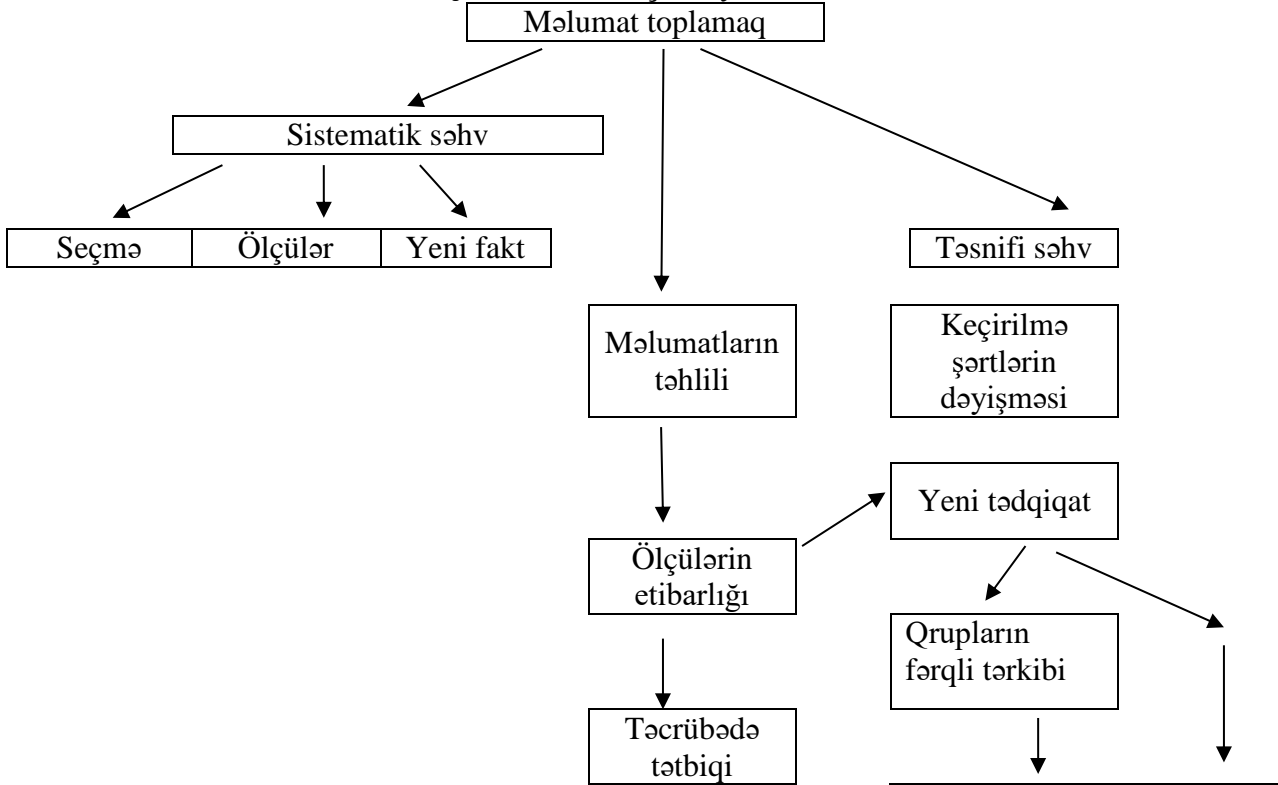 Məlumat toplamaq
Sistematik səhv
Seçmə
Ölçülər
Yeni fakt
Təsnifi səhv
Məlumatların
təhlili
Keçirilmə
şərtlərin
dəyişməsi
Yeni tədqiqat
Ölçülərin
etibarlığı
Qrupların
fərqli tərkibi
Təcrübədə
tətbiqi